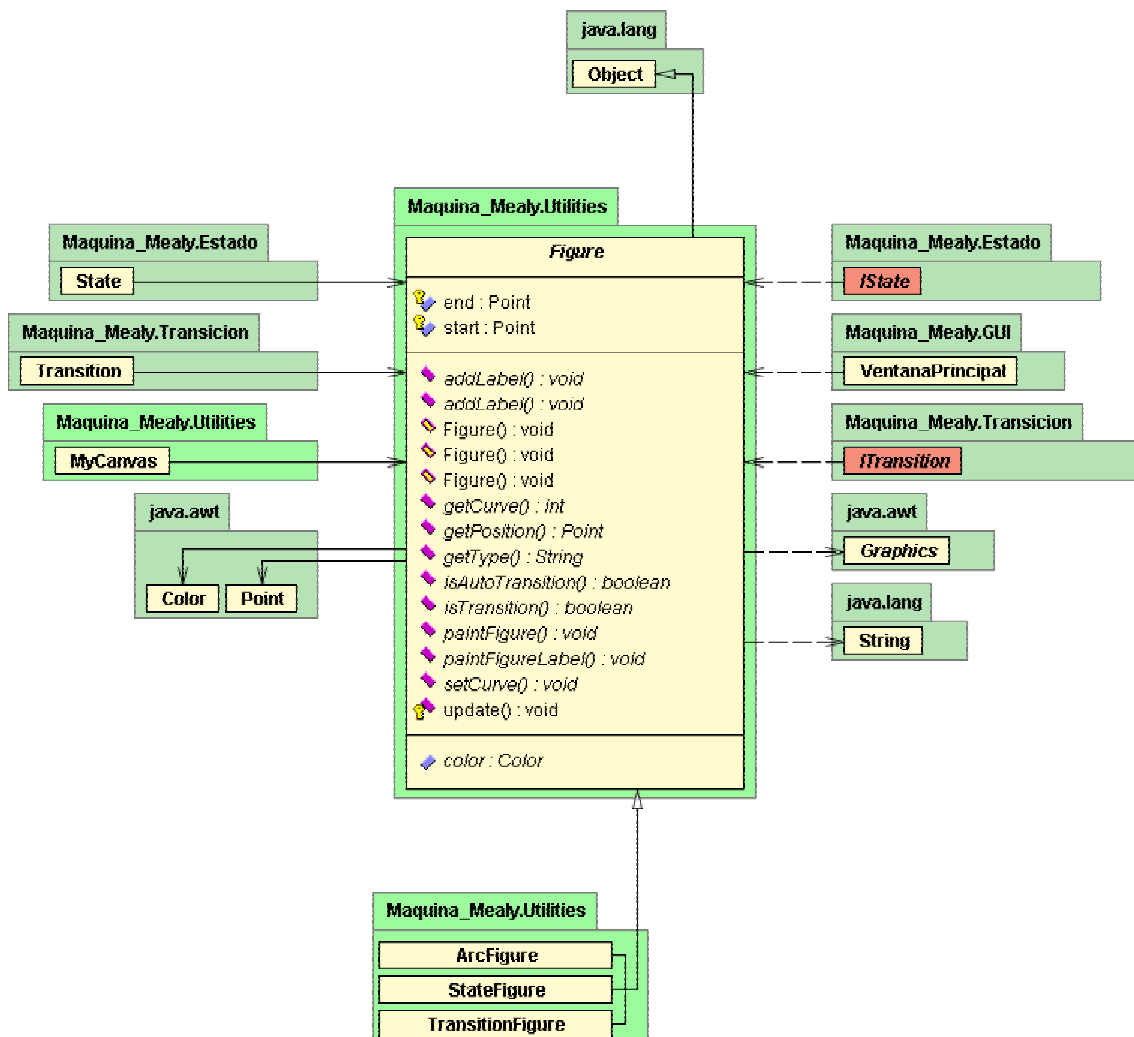 java.lang
Object
Maquina_Mealy.Utilities
Figure
end : Point
start : Point
addLabel() : void
addLabel() : void
Figure() : void
Figure() : void
Figure() : void
getCurve() : int
getPosition() : Point
getType() : String
isAutoTransition() : boolean
isTransition() : boolean
paintFigure() : void
paintFigureLabel() : void
setCurve() : void
update() : void
color : Color
Maquina_Mealy.Estado
State
Maquina_Mealy.Transicion
Transition
Maquina_Mealy.Utilities
MyCanvas
java.awt
Color
Point
Maquina_Mealy.Estado
IState
Maquina_Mealy.GUI
VentanaPrincipal
Maquina_Mealy.Transicion
ITransition
java.awt
Graphics
java.lang
String
Maquina_Mealy.Utilities
ArcFigure
StateFigure
TransitionFigure